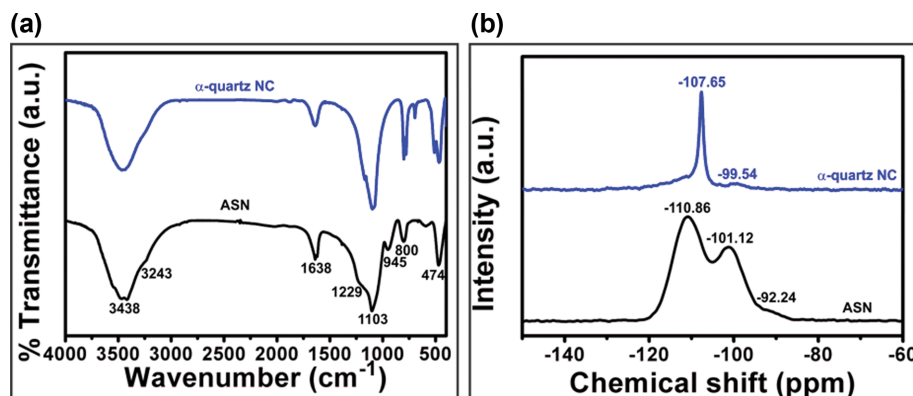 (a)
% Transmittance (a.u.)
α-quartz NC
ASN
3438
3243
1638
1229
1103
945
800
474
4000 3500 3000 2500 2000 1500 1000 500
Wavenumber (cm⁻¹)
(b)
Intensity (a.u.)
-107.65
-99.54
α-quartz NC
-110.86
-101.12
-92.24
ASN
-140 -120 -100 -80 -60
Chemical shift (ppm)